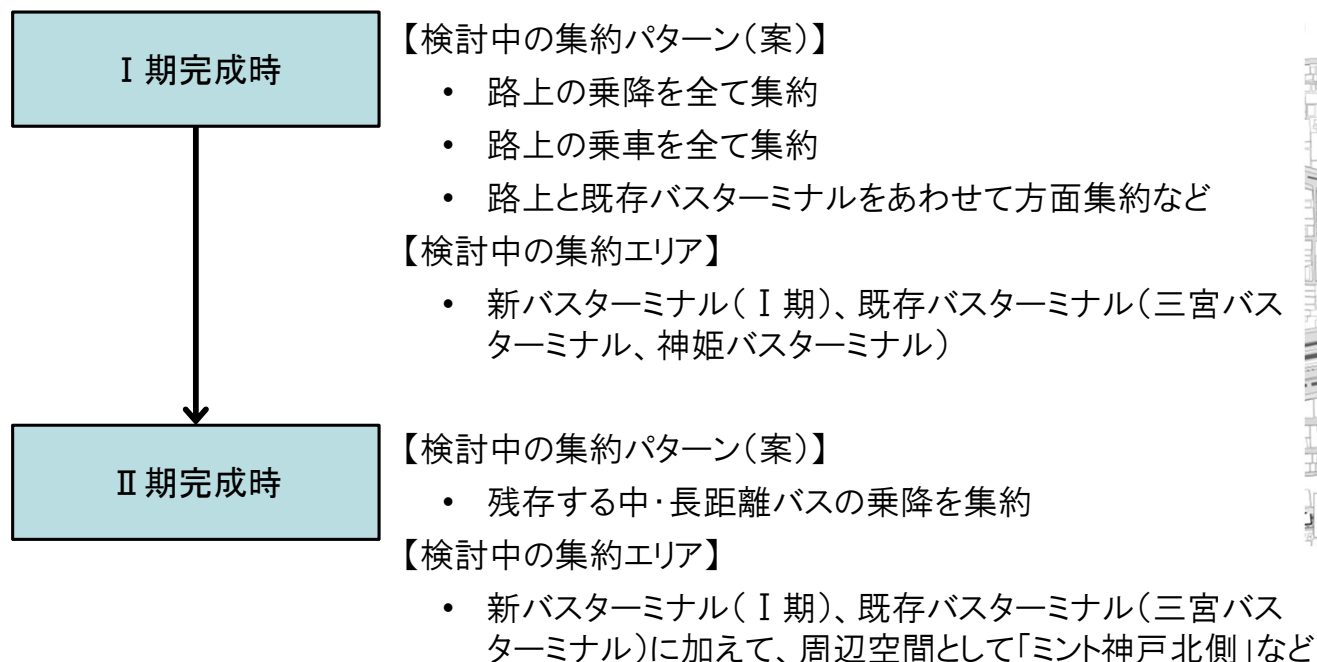 Ⅰ期完成時
【検討中の集約パターン(案)】
• 路上の乗降を全て集約
• 路上の乗車を全て集約
• 路上と既存バスターミナルをあわせて方面集約など
【検討中の集約エリア】
• 新バスターミナル(Ⅰ期)、既存バスターミナル(三宮バス
ターミナル、神姫バスターミナル)
Ⅱ期完成時
【検討中の集約パターン(案)】
• 残存する中・長距離バスの乗降を集約
【検討中の集約エリア】
• 新バスターミナル(Ⅰ期)、既存バスターミナル(三宮バス
ターミナル)に加えて、周辺空間として「ミント神戸北側」など